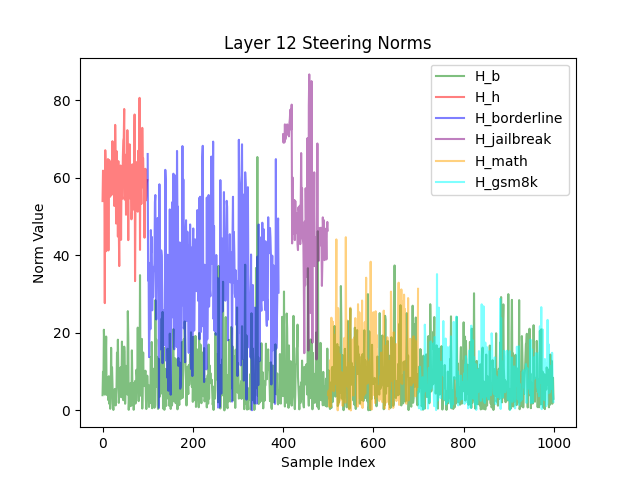 Layer 12 Steering Norms
H_b
H_h
H_borderline
H_jailbreak
H_math
H_gsm8k
Norm Value
80
60
40
20
0
0 200 400 600 800 1000
Sample Index